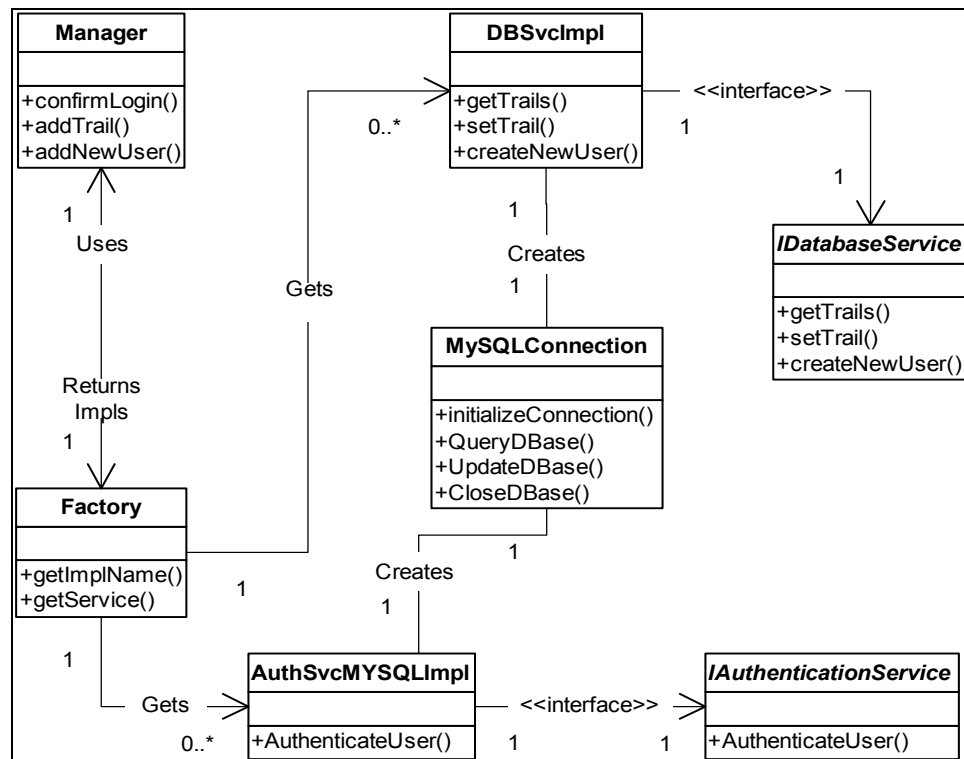 Manager
+confirmLogin()
+addTrail()
+addNewUser()
DBSvcImpl
+getTrails()
+setTrail()
+createNewUser()
<<interface>>
0..*
1
1
IDatabaseService
+getTrails()
+setTrail()
+createNewUser()
1
Uses
1
Creates
1
Gets
MySQLConnection
+initializeConnection()
+QueryDBase()
+UpdateDBase()
+CloseDBase()
Returns
Impls
1
Factory
+getImplName()
+getService()
1
1
Creates
1
1
Gets
0..*
AuthSvcMYSQLImpl
+AuthenticateUser()
<<interface>>
1
1
IAuthenticationService
+AuthenticateUser()